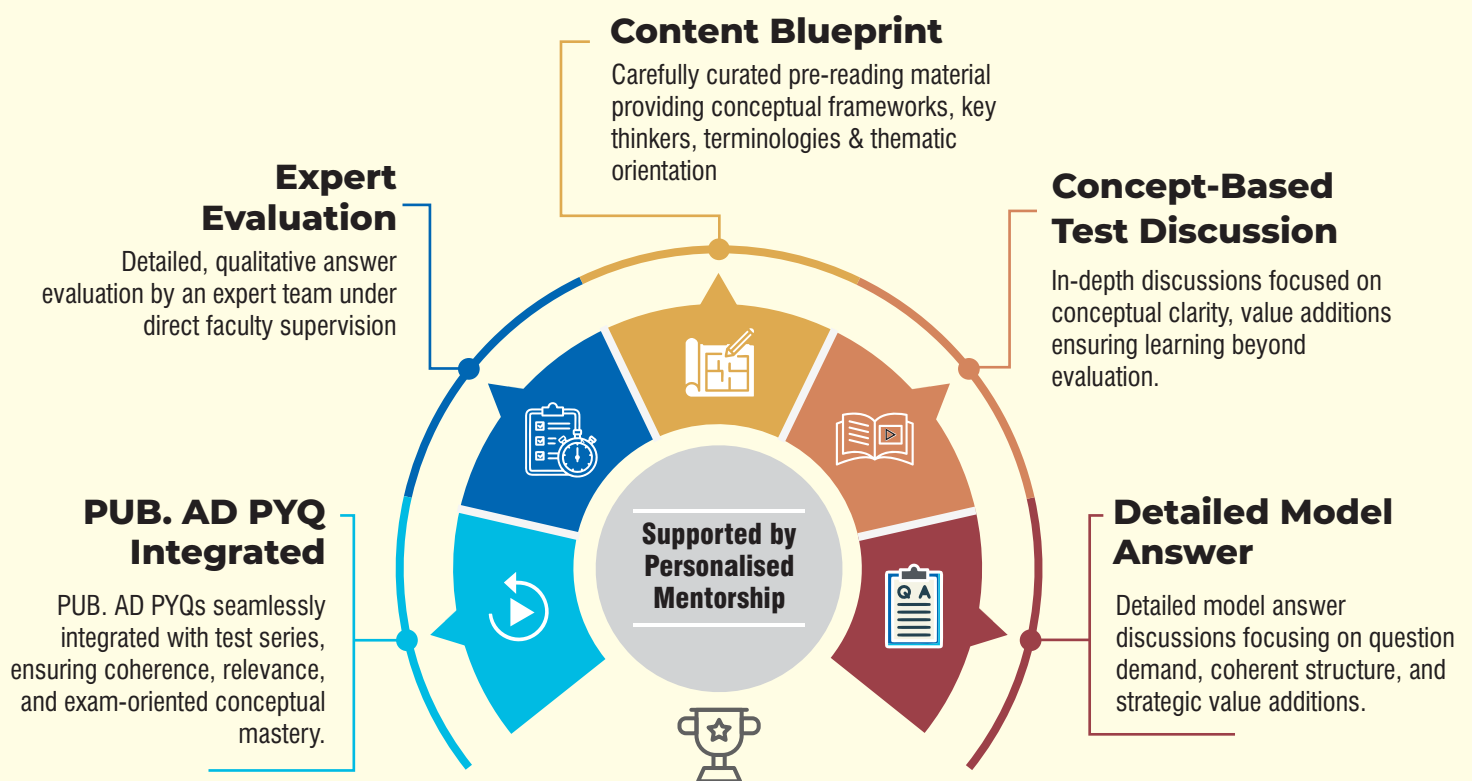 Content Blueprint
Carefully curated pre-reading material
providing conceptual frameworks, key
thinkers, terminologies & thematic
orientation
Expert
Evaluation
Detailed, qualitative answer
evaluation by an expert team under
direct faculty supervision
Concept-Based
Test Discussion
In-depth discussions focused on
conceptual clarity, value additions
ensuring learning beyond
evaluation.
PUB. AD PYQ
Integrated
PUB. AD PYQs seamlessly
integrated with test series,
ensuring coherence, relevance,
and exam-oriented conceptual
mastery.
Supported by
Personalised
Mentorship
Q A
Detailed Model
Answer
Detailed model answer
discussions focusing on question
demand, coherent structure, and
strategic value additions.